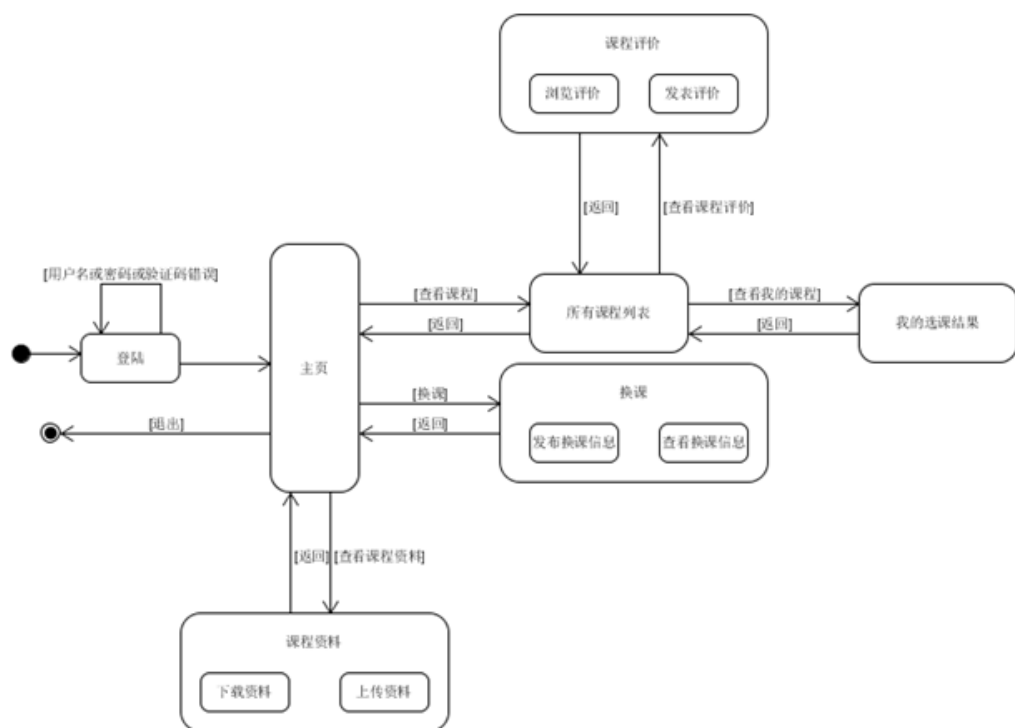 课程评价
浏览评价
发表评价
[返回]
[查看课程评价]
[用户名或密码或验证码错误]
登陆
主页
[查看课程]
[返回]
所有课程列表
[查看我的课程]
[返回]
我的选课结果
[换课]
[返回]
换课
发布换课信息
查看换课信息
[退出]
[返回]
[查看课程资料]
课程资料
下载资料
上传资料